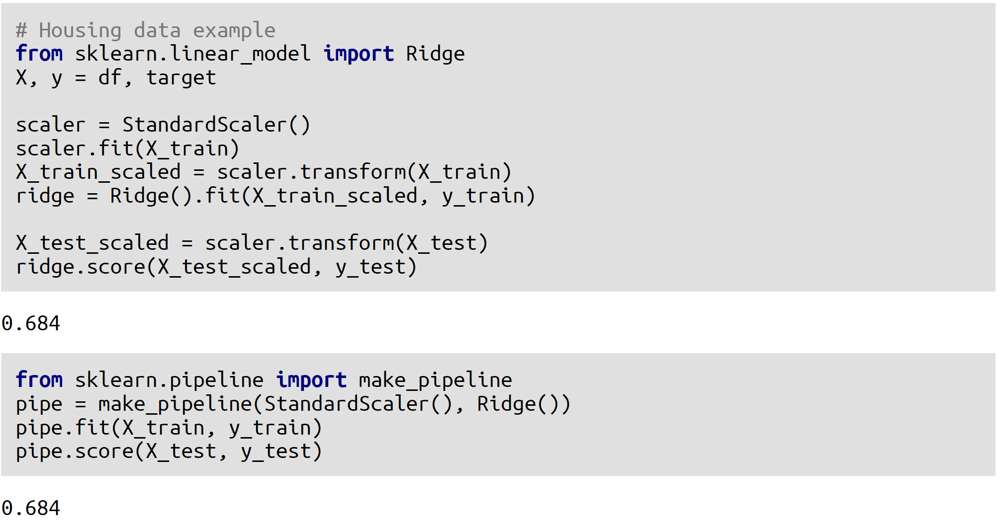 # Housing data example
from sklearn.linear_model import Ridge
X, y = df, target
scaler = StandardScaler()
scaler.fit(X_train)
X_train_scaled = scaler.transform(X_train)
ridge = Ridge().fit(X_train_scaled, y_train)
X_test_scaled = scaler.transform(X_test)
ridge.score(X_test_scaled, y_test)
0.684
from sklearn.pipeline import make_pipeline
pipe = make_pipeline(StandardScaler(), Ridge())
pipe.fit(X_train, y_train)
pipe.score(X_test, y_test)
0.684